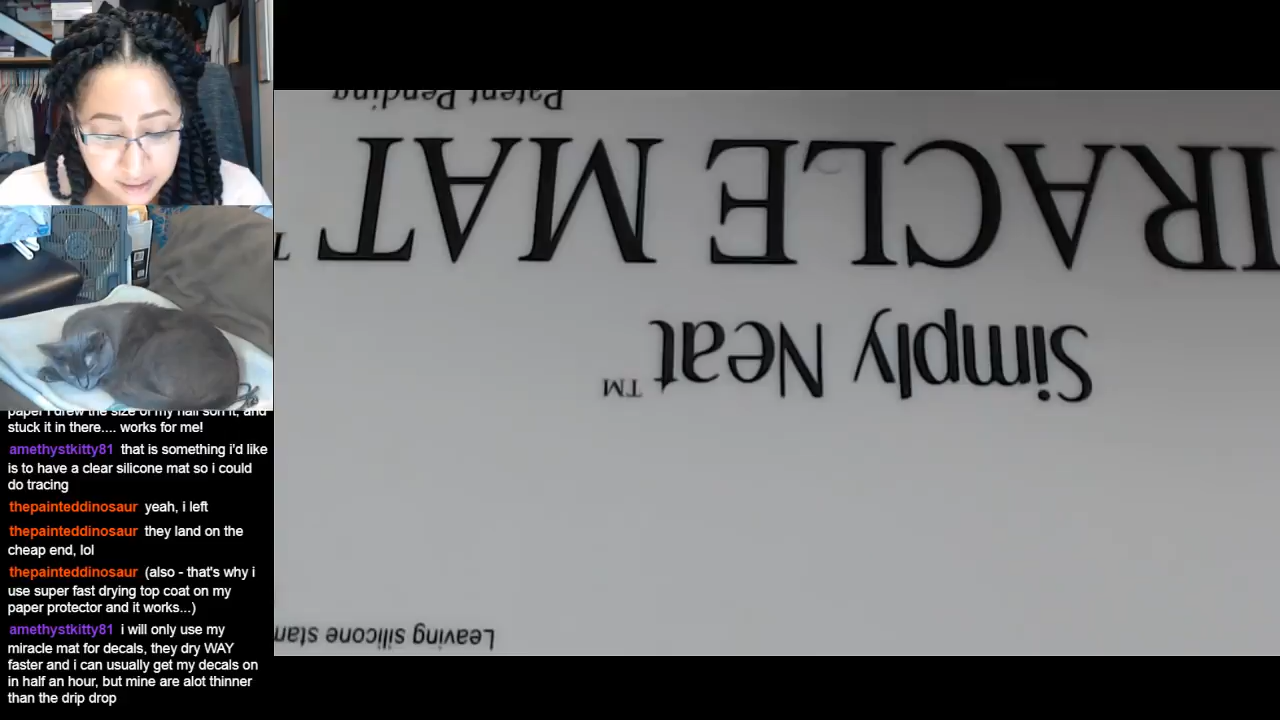 Patent Pending
IRACLE MAT
Simply Neat™
Leaving silicone stam
paper i drew the size of my nail son it, and
stuck it in there.... works for me!
amethystkitty81 that is something i'd like
is to have a clear silicone mat so i could
do tracing
thepainteddinosaur yeah, i left
thepainteddinosaur they land on the
cheap end, lol
thepainteddinosaur (also - that's why i
use super fast drying top coat on my
paper protector and it works...)
amethystkitty81 i will only use my
miracle mat for decals, they dry WAY
faster and i can usually get my decals on
in half an hour, but mine are alot thinner
than the drip drop